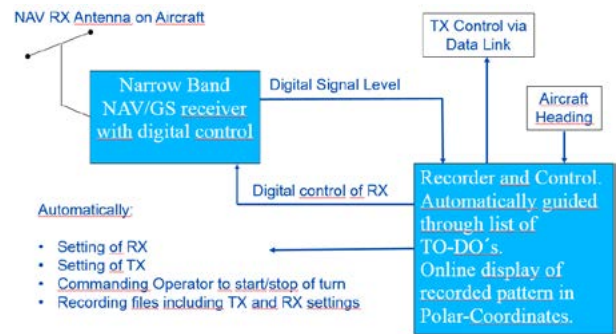 NAV RX Antenna on Aircraft
TX Control via
Data Link
Narrow Band
NAV/GS receiver
with digital control
Digital Signal Level
Aircraft
Heading
Digital control of RX
Recorder and Control.
Automatically guided
through list of
TO-DO´s.
Online display of
recorded pattern in
Polar-Coordinates.
Automatically:
• Setting of RX
• Setting of TX
• Commanding Operator to start/stop of turn
• Recording files including TX and RX settings